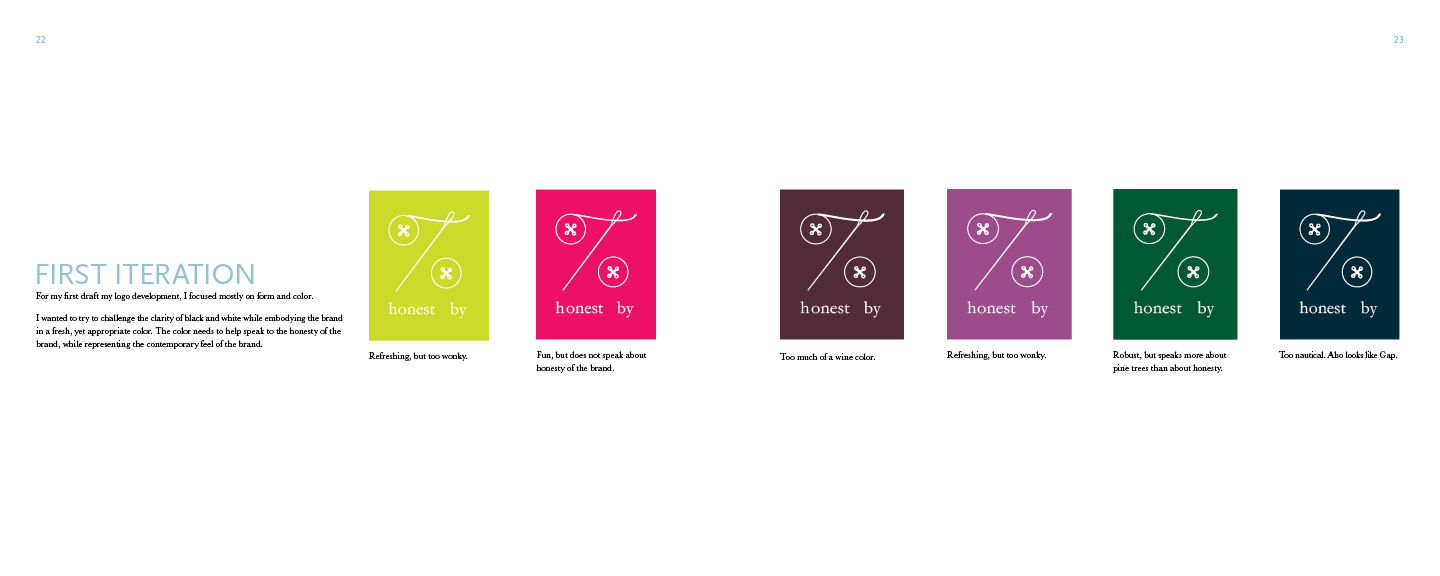 22
23
FIRST ITERATION
For my first draft my logo development, I focused mostly on form and color.
I wanted to try to challenge the clarity of black and white while embodying the brand
in a fresh, yet appropriate color. The color needs to help speak to the honesty of the
brand, while representing the contemporary feel of the brand.
honest by
Refreshing, but too wonky.
honest by
Fun, but does not speak about
honesty of the brand.
honest by
Too much of a wine color.
honest by
Refreshing, but too wonky.
honest by
Robust, but speaks more about
pine trees than about honesty.
honest by
Too nautical. Also looks like Gap.